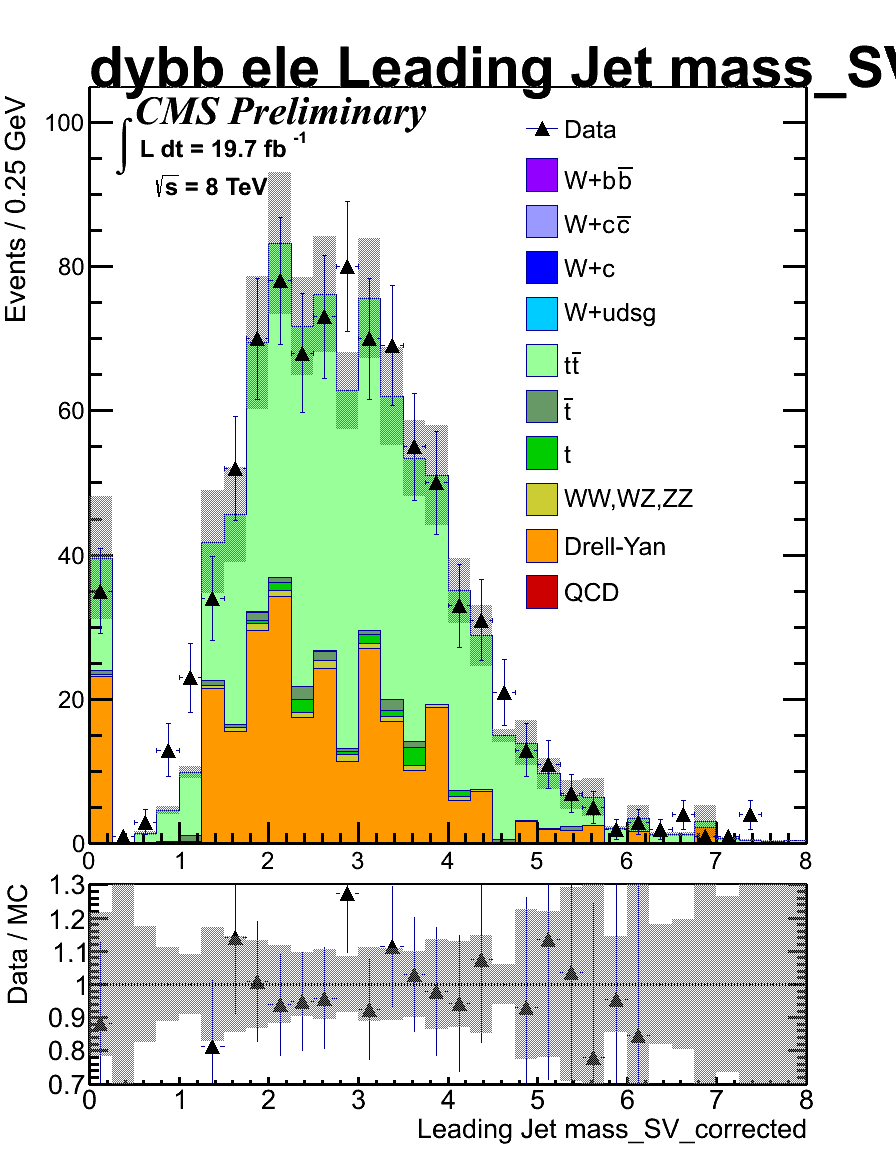 dybb ele Leading Jet mass_SV
CMS Preliminary
∫ L dt = 19.7 fb⁻¹
√s = 8 TeV
Events / 0.25 GeV
100
80
60
40
20
0
Data
W+bb̅
W+cc̅
W+c
W+udsg
tt̅
t̅
t
WW,WZ,ZZ
Drell-Yan
QCD
0 1 2 3 4 5 6 7 8
Data / MC
1.3
1.2
1.1
1
0.9
0.8
0.7
0 1 2 3 4 5 6 7 8
Leading Jet mass_SV_corrected